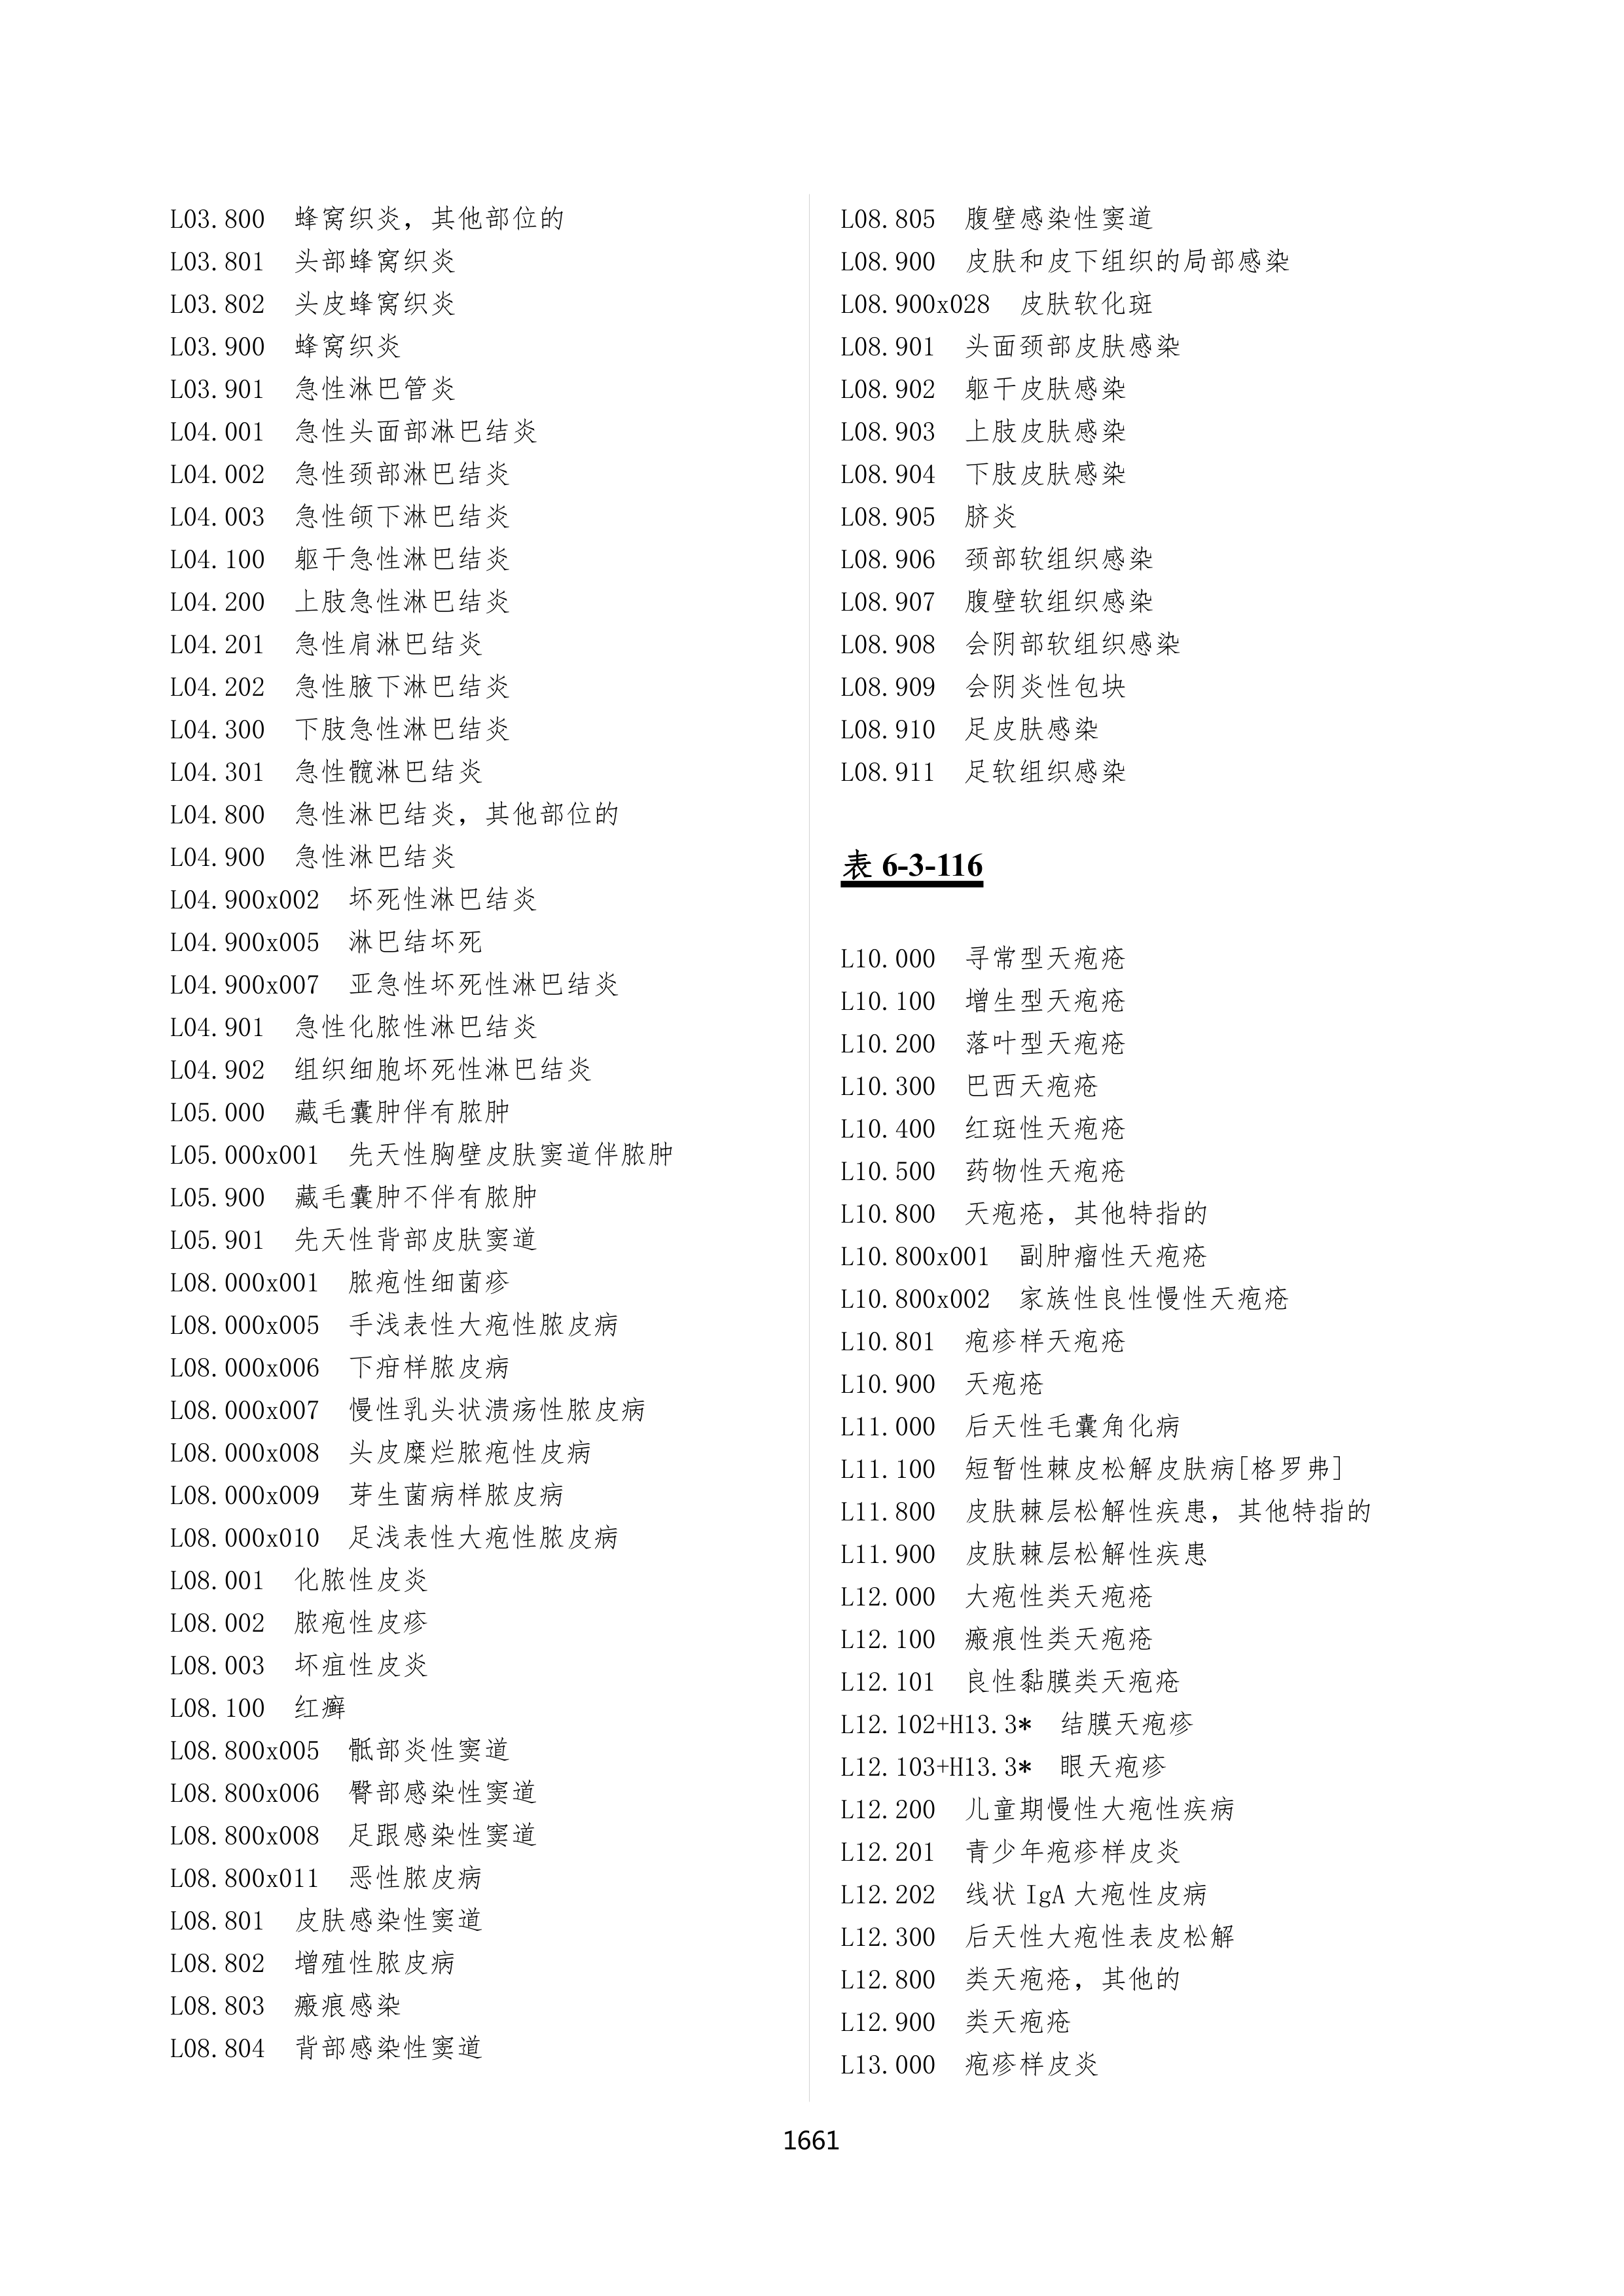 L03.800 蜂窝织炎，其他部位的
L03.801 头部蜂窝织炎
L03.802 头皮蜂窝织炎
L03.900 蜂窝织炎
L03.901 急性淋巴管炎
L04.001 急性头面部淋巴结炎
L04.002 急性颈部淋巴结炎
L04.003 急性颌下淋巴结炎
L04.100 躯干急性淋巴结炎
L04.200 上肢急性淋巴结炎
L04.201 急性肩淋巴结炎
L04.202 急性腋下淋巴结炎
L04.300 下肢急性淋巴结炎
L04.301 急性髋淋巴结炎
L04.800 急性淋巴结炎，其他部位的
L04.900 急性淋巴结炎
L04.900x002 坏死性淋巴结炎
L04.900x005 淋巴结坏死
L04.900x007 亚急性坏死性淋巴结炎
L04.901 急性化脓性淋巴结炎
L04.902 组织细胞坏死性淋巴结炎
L05.000 藏毛囊肿伴有脓肿
L05.000x001 先天性胸壁皮肤窦道伴脓肿
L05.900 藏毛囊肿不伴有脓肿
L05.901 先天性背部皮肤窦道
L08.000x001 脓疱性细菌疹
L08.000x005 手浅表性大疱性脓皮病
L08.000x006 下疳样脓皮病
L08.000x007 慢性乳头状溃疡性脓皮病
L08.000x008 头皮糜烂脓疱性皮病
L08.000x009 芽生菌病样脓皮病
L08.000x010 足浅表性大疱性脓皮病
L08.001 化脓性皮炎
L08.002 脓疱性皮疹
L08.003 坏疽性皮炎
L08.100 红癣
L08.800x005 骶部炎性窦道
L08.800x006 臀部感染性窦道
L08.800x008 足跟感染性窦道
L08.800x011 恶性脓皮病
L08.801 皮肤感染性窦道
L08.802 增殖性脓皮病
L08.803 瘢痕感染
L08.804 背部感染性窦道
L08.805 腹壁感染性窦道
L08.900 皮肤和皮下组织的局部感染
L08.900x028 皮肤软化斑
L08.901 头面颈部皮肤感染
L08.902 躯干皮肤感染
L08.903 上肢皮肤感染
L08.904 下肢皮肤感染
L08.905 脐炎
L08.906 颈部软组织感染
L08.907 腹壁软组织感染
L08.908 会阴部软组织感染
L08.909 会阴炎性包块
L08.910 足皮肤感染
L08.911 足软组织感染
表 6-3-116
L10.000 寻常型天疱疮
L10.100 增生型天疱疮
L10.200 落叶型天疱疮
L10.300 巴西天疱疮
L10.400 红斑性天疱疮
L10.500 药物性天疱疮
L10.800 天疱疮，其他特指的
L10.800x001 副肿瘤性天疱疮
L10.800x002 家族性良性慢性天疱疮
L10.801 疱疹样天疱疮
L10.900 天疱疮
L11.000 后天性毛囊角化病
L11.100 短暂性棘皮松解皮肤病[格罗弗]
L11.800 皮肤棘层松解性疾患，其他特指的
L11.900 皮肤棘层松解性疾患
L12.000 大疱性类天疱疮
L12.100 瘢痕性类天疱疮
L12.101 良性黏膜类天疱疮
L12.102+H13.3* 结膜天疱疹
L12.103+H13.3* 眼天疱疹
L12.200 儿童期慢性大疱性疾病
L12.201 青少年疱疹样皮炎
L12.202 线状 IgA 大疱性皮病
L12.300 后天性大疱性表皮松解
L12.800 类天疱疮，其他的
L12.900 类天疱疮
L13.000 疱疹样皮炎
1661